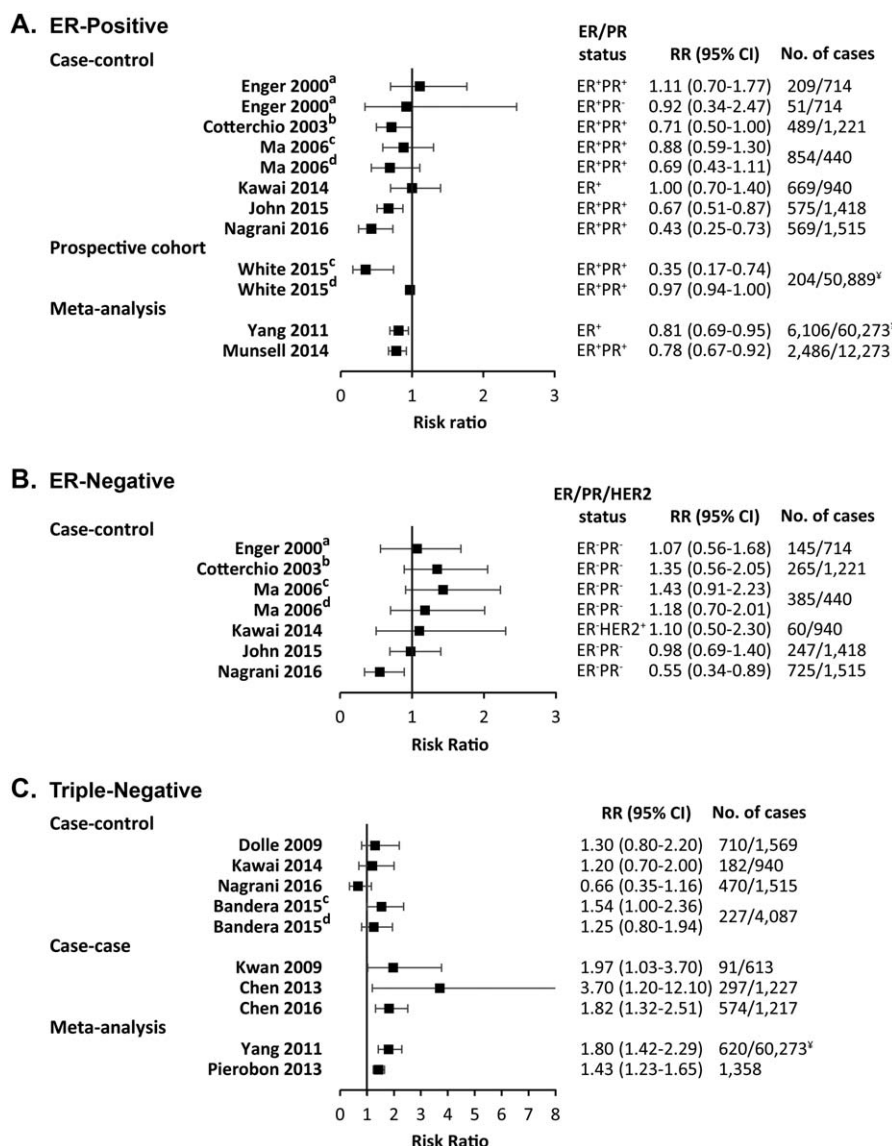 A. ER-Positive
ER/PR
status RR (95% CI) No. of cases
Case-control
Enger 2000ᵃ ER⁺PR⁺ 1.11 (0.70-1.77) 209/714
Enger 2000ᵃ ER⁺PR⁻ 0.92 (0.34-2.47) 51/714
Cotterchio 2003ᵇ ER⁺PR⁺ 0.71 (0.50-1.00) 489/1,221
Ma 2006ᶜ ER⁺PR⁺ 0.88 (0.59-1.30)
854/440
Ma 2006ᵈ ER⁺PR⁺ 0.69 (0.43-1.11)
Kawai 2014 ER⁺ 1.00 (0.70-1.40) 669/940
John 2015 ER⁺PR⁺ 0.67 (0.51-0.87) 575/1,418
Nagrani 2016 ER⁺PR⁺ 0.43 (0.25-0.73) 569/1,515
Prospective cohort
White 2015ᶜ ER⁺PR⁺ 0.35 (0.17-0.74)
204/50,889¥
White 2015ᵈ ER⁺PR⁺ 0.97 (0.94-1.00)
Meta-analysis
Yang 2011 ER⁺ 0.81 (0.69-0.95) 6,106/60,273
Munsell 2014 ER⁺PR⁺ 0.78 (0.67-0.92) 2,486/12,273
0 1 2 3
Risk ratio
B. ER-Negative
ER/PR/HER2
status RR (95% CI) No. of cases
Case-control
Enger 2000ᵃ ER⁻PR⁻ 1.07 (0.56-1.68) 145/714
Cotterchio 2003ᵇ ER⁻PR⁻ 1.35 (0.56-2.05) 265/1,221
Ma 2006ᶜ ER⁻PR⁻ 1.43 (0.91-2.23)
385/440
Ma 2006ᵈ ER⁻PR⁻ 1.18 (0.70-2.01)
Kawai 2014 ER⁻HER2⁺ 1.10 (0.50-2.30) 60/940
John 2015 ER⁻PR⁻ 0.98 (0.69-1.40) 247/1,418
Nagrani 2016 ER⁻PR⁻ 0.55 (0.34-0.89) 725/1,515
0 1 2 3
Risk Ratio
C. Triple-Negative
RR (95% CI) No. of cases
Case-control
Dolle 2009 1.30 (0.80-2.20) 710/1,569
Kawai 2014 1.20 (0.70-2.00) 182/940
Nagrani 2016 0.66 (0.35-1.16) 470/1,515
Bandera 2015ᶜ 1.54 (1.00-2.36)
227/4,087
Bandera 2015ᵈ 1.25 (0.80-1.94)
Case-case
Kwan 2009 1.97 (1.03-3.70) 91/613
Chen 2013 3.70 (1.20-12.10) 297/1,227
Chen 2016 1.82 (1.32-2.51) 574/1,217
Meta-analysis
Yang 2011 1.80 (1.42-2.29) 620/60,273¥
Pierobon 2013 1.43 (1.23-1.65) 1,358
0 1 2 3 4 5 6 7 8
Risk Ratio